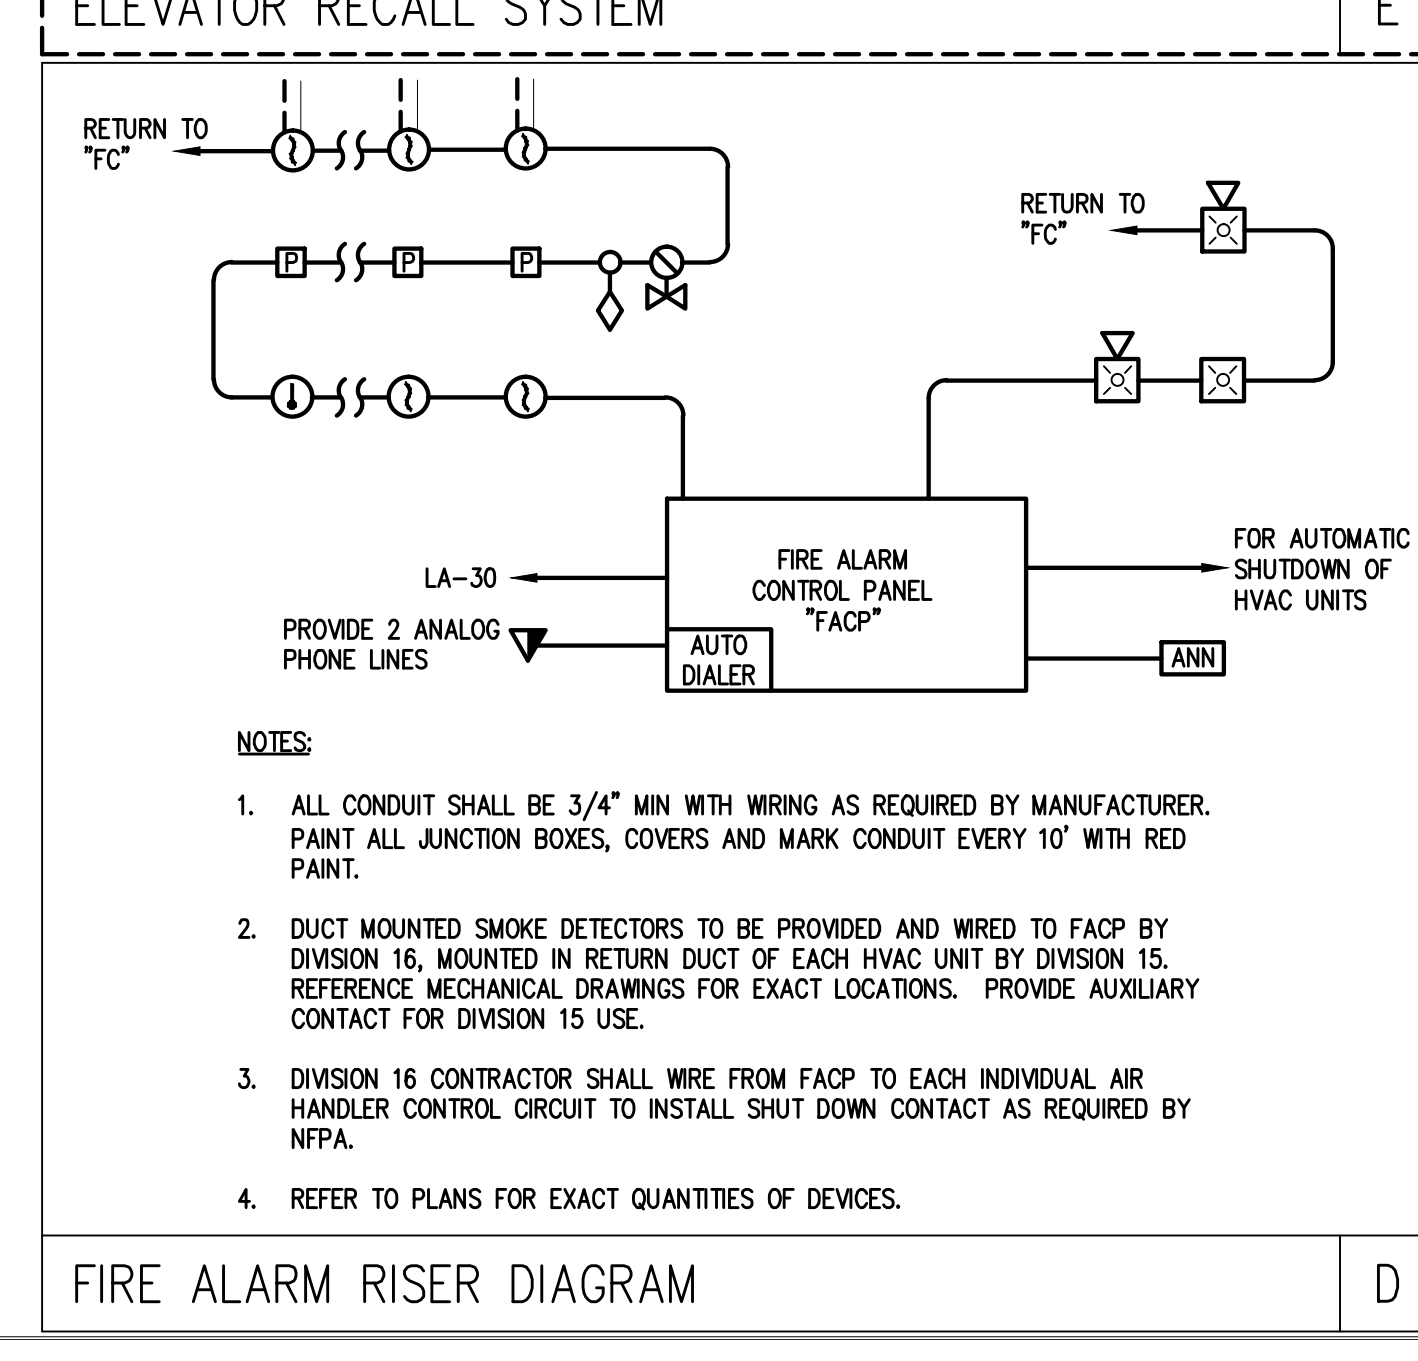 ELEVATOR RECALL SYSTEM
E
RETURN TO
"FC"
RETURN TO
"FC"
P
P
P
FIRE ALARM
CONTROL PANEL
"FACP"
FOR AUTOMATIC
SHUTDOWN OF
HVAC UNITS
LA-30
PROVIDE 2 ANALOG
PHONE LINES
AUTO
DIALER
ANN
NOTES:
1. ALL CONDUIT SHALL BE 3/4" MIN WITH WIRING AS REQUIRED BY MANUFACTURER.
PAINT ALL JUNCTION BOXES, COVERS AND MARK CONDUIT EVERY 10' WITH RED
PAINT.
2. DUCT MOUNTED SMOKE DETECTORS TO BE PROVIDED AND WIRED TO FACP BY
DIVISION 16, MOUNTED IN RETURN DUCT OF EACH HVAC UNIT BY DIVISION 15.
REFERENCE MECHANICAL DRAWINGS FOR EXACT LOCATIONS. PROVIDE AUXILIARY
CONTACT FOR DIVISION 15 USE.
3. DIVISION 16 CONTRACTOR SHALL WIRE FROM FACP TO EACH INDIVIDUAL AIR
HANDLER CONTROL CIRCUIT TO INSTALL SHUT DOWN CONTACT AS REQUIRED BY
NFPA.
4. REFER TO PLANS FOR EXACT QUANTITIES OF DEVICES.
FIRE ALARM RISER DIAGRAM
D